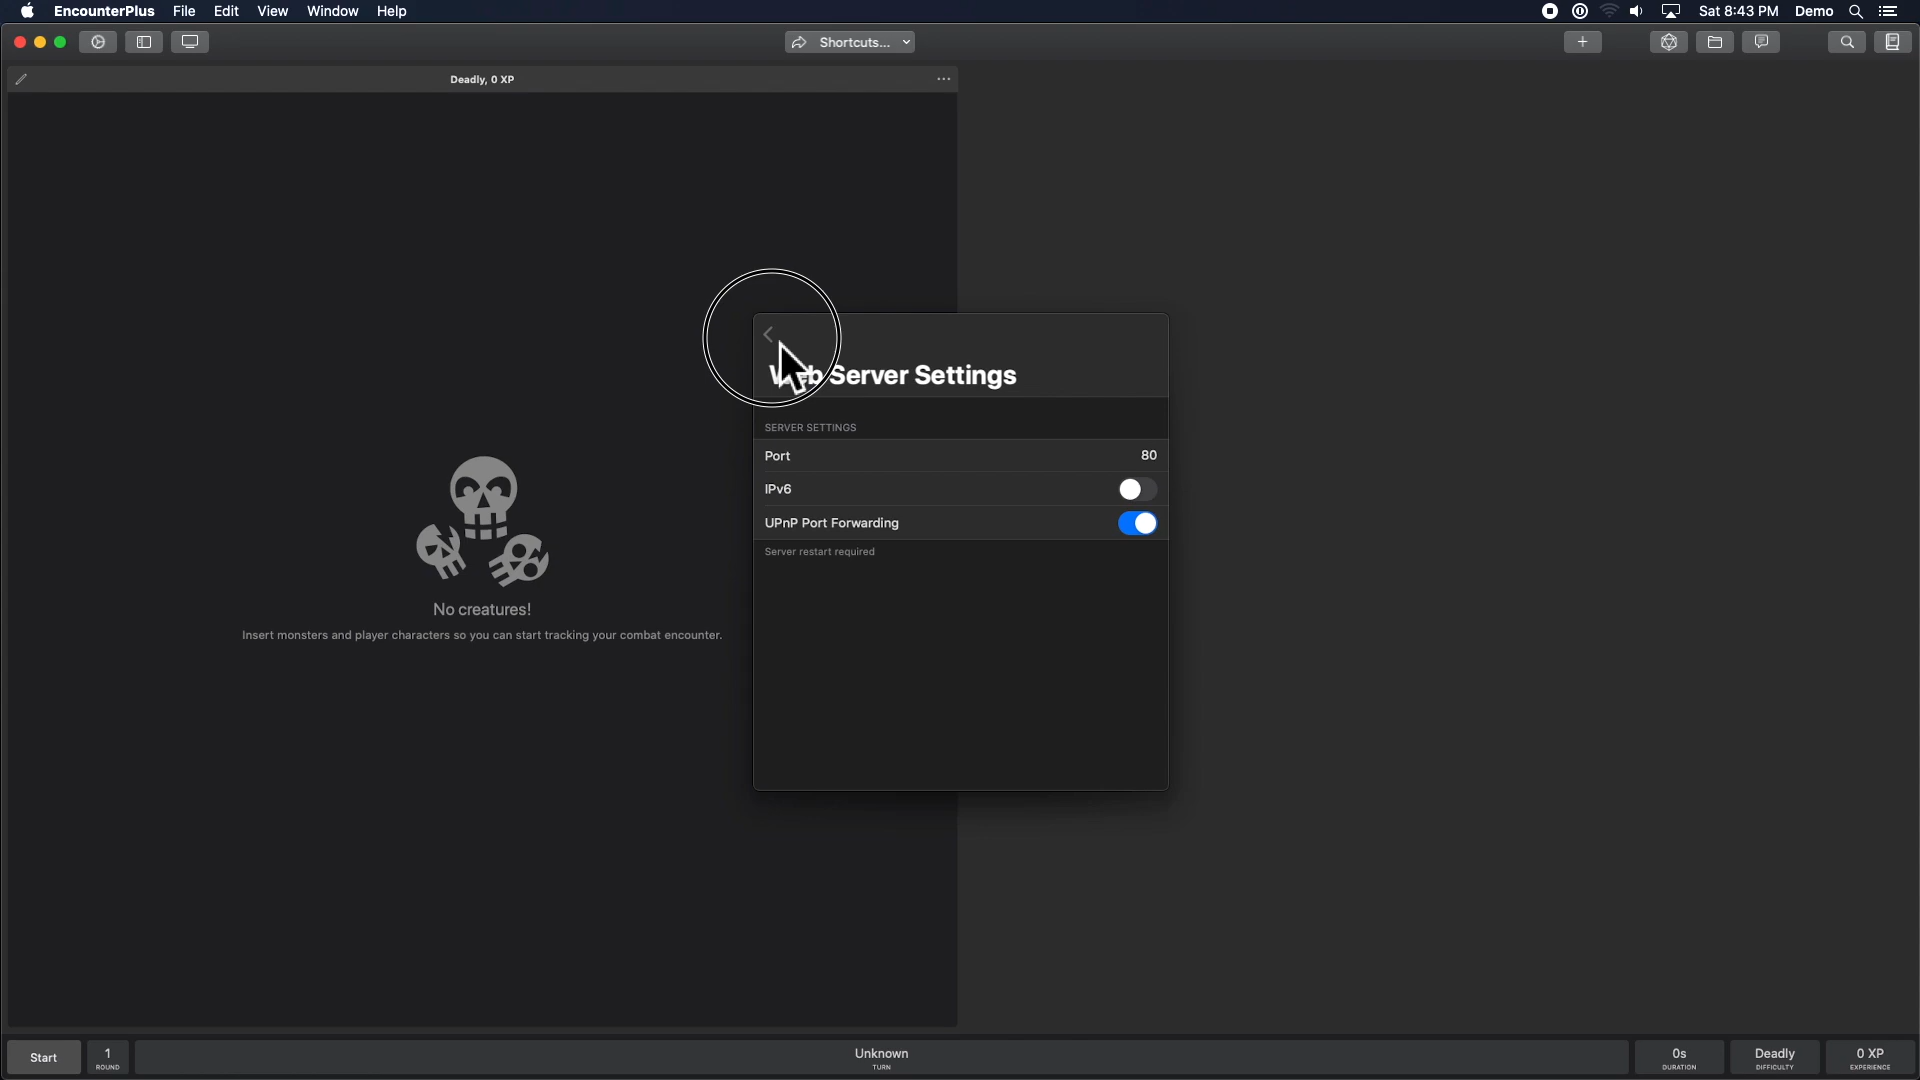 EncounterPlus File Edit View Window Help Sat 8:43 PM Demo
Shortcuts...
Deadly, 0 XP
Web Server Settings
SERVER SETTINGS
Port 80
IPv6
UPnP Port Forwarding
Server restart required
No creatures!
Insert monsters and player characters so you can start tracking your combat encounter.
Start
1
ROUND
Unknown
TURN
0s
DURATION
Deadly
DIFFICULTY
0 XP
EXPERIENCE